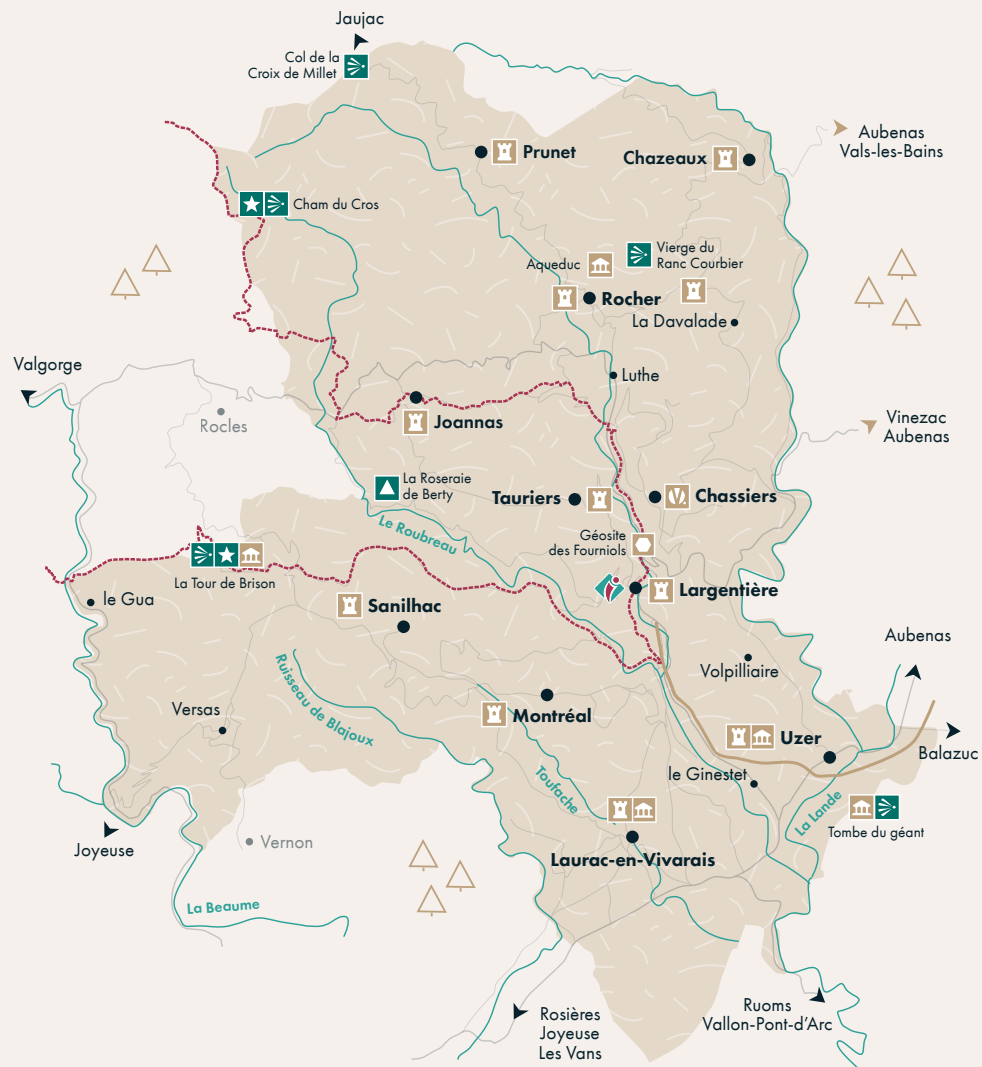 Jaujac
Col de la
Croix de Millet
Prunet
Chazeaux
Aubenas
Vals-les-Bains
Cham du Cros
Vierge du
Ranc Courbier
Aqueduc
Rocher
La Davalade
Valgorge
Luthe
Rocles
Joannas
Vinezac
Aubenas
La Roseraie
de Berty
Tauriers
Chassiers
Le Roubreau
Géosite
des Fourniols
La Tour de Brison
le Gua
Sanilhac
Largentière
Aubenas
Volpilliaire
Ruisseau de Blajoux
Versas
Montréal
Uzer
Balazuc
le Ginestet
Toufache
La Lande
Tombe du géant
Joyeuse
Vernon
Laurac-en-Vivarais
La Beaume
Rosières
Joyeuse
Les Vans
Ruoms
Vallon-Pont-d'Arc